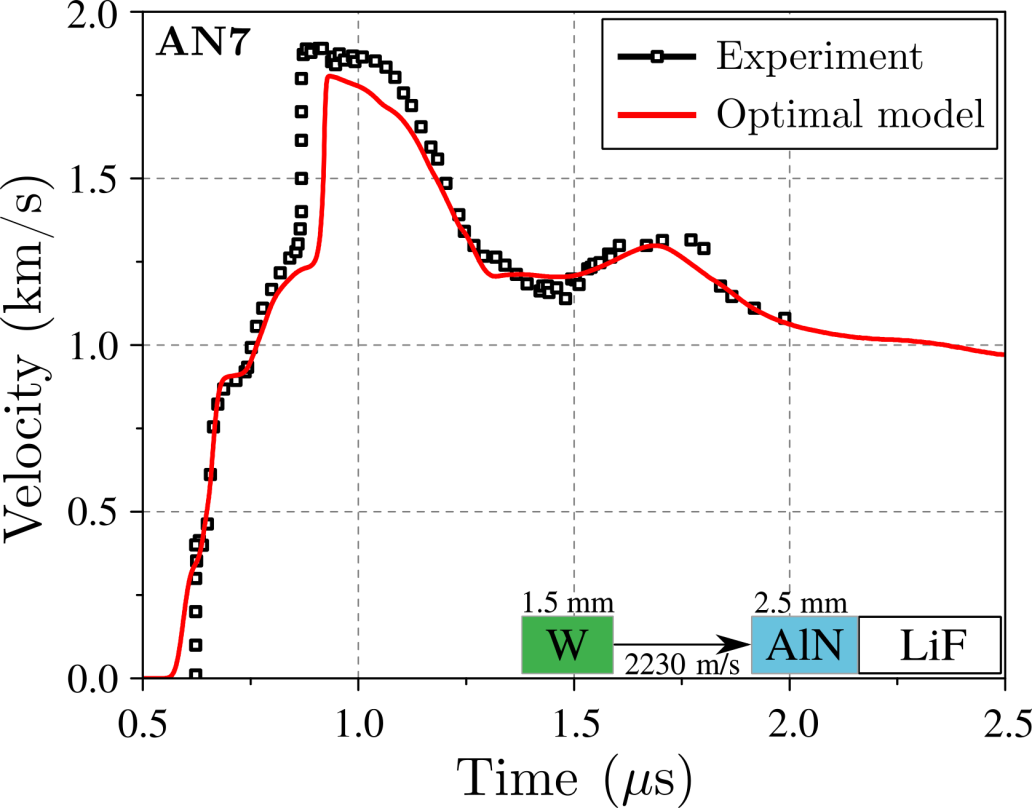 AN7
Experiment
Optimal model
Velocity (km/s)
2.0
1.5
1.0
0.5
0.0
1.5 mm
2.5 mm
W
2230 m/s
AlN
LiF
0.5
1.0
1.5
2.0
2.5
Time (μs)